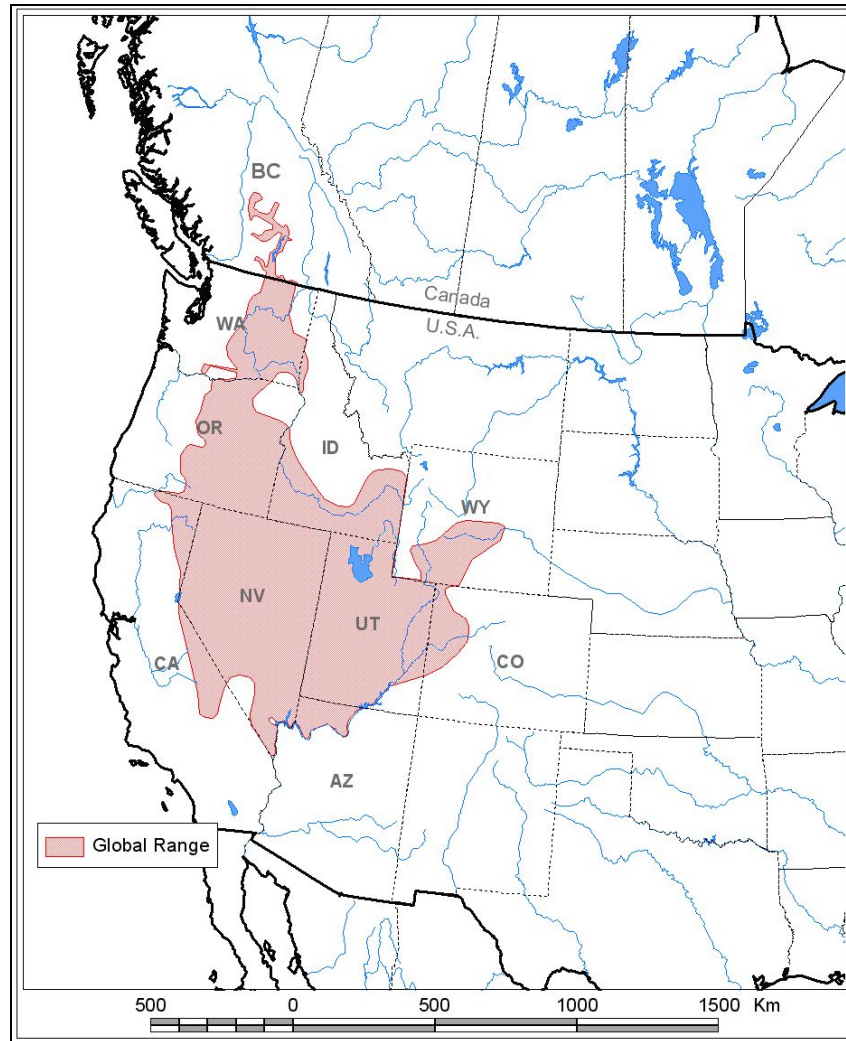 BC
Canada
U.S.A.
WA
OR
ID
WY
NV
UT
CA
CO
AZ
Global Range
500 0 500 1000 1500 Km